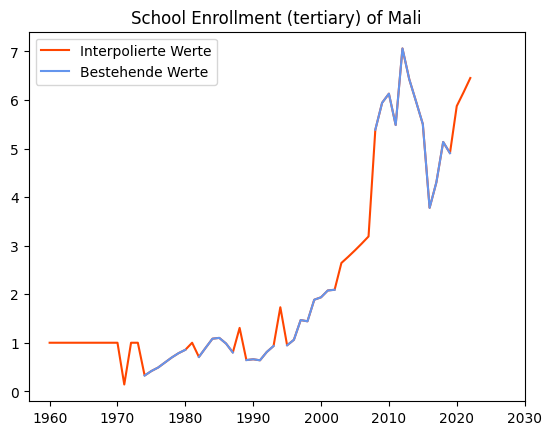 School Enrollment (tertiary) of Mali
Interpolierte Werte
Bestehende Werte
7
6
5
4
3
2
1
0
1960 1970 1980 1990 2000 2010 2020 2030